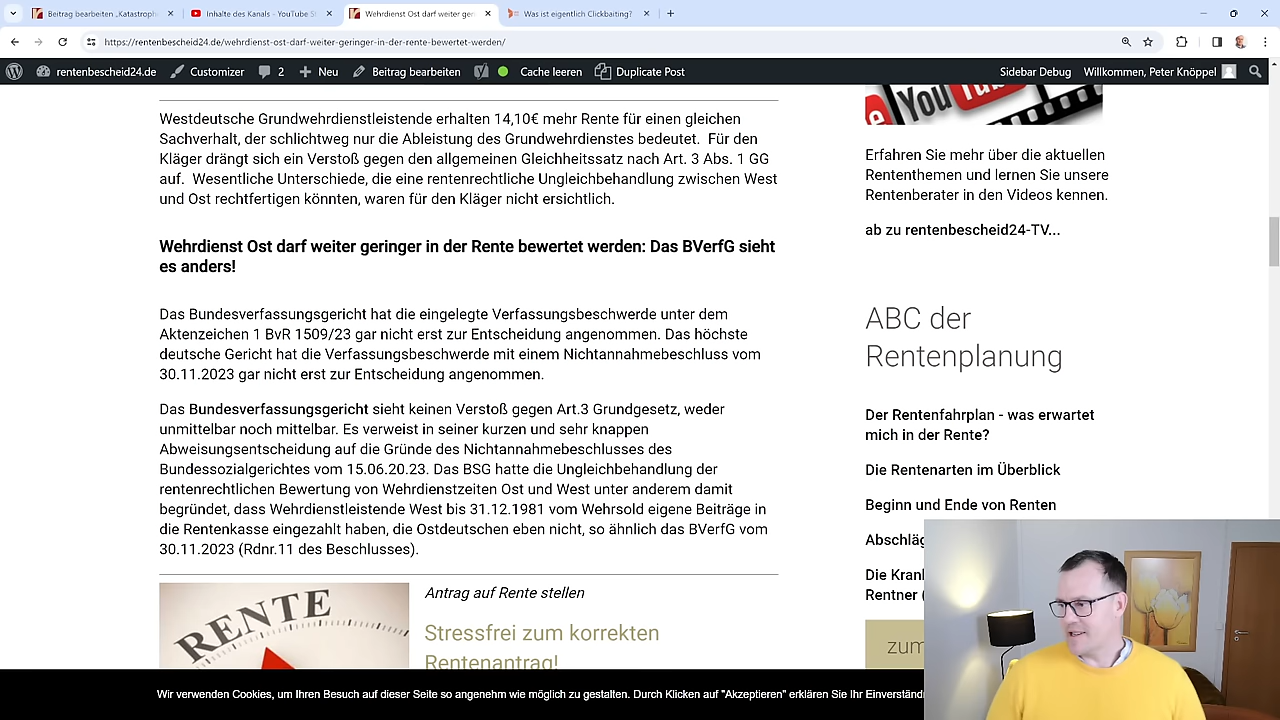 Beitrag bearbeiten „Katastroph
Inhalte des Kanals – YouTube St
Wehrdienst Ost darf weiter ger
Was ist eigentlich Clickbaiting?
https://rentenbescheid24.de/wehrdienst-ost-darf-weiter-geringer-in-der-rente-bewertet-werden/
rentenbescheid24.de
Customizer
2
Neu
Beitrag bearbeiten
Cache leeren
Duplicate Post
Sidebar Debug
Willkommen, Peter Knöppel
Westdeutsche Grundwehrdienstleistende erhalten 14,10€ mehr Rente für einen gleichen
Sachverhalt, der schlichtweg nur die Ableistung des Grundwehrdienstes bedeutet. Für den
Kläger drängt sich ein Verstoß gegen den allgemeinen Gleichheitssatz nach Art. 3 Abs. 1 GG
auf. Wesentliche Unterschiede, die eine rentenrechtliche Ungleichbehandlung zwischen West
und Ost rechtfertigen könnten, waren für den Kläger nicht ersichtlich.
Wehrdienst Ost darf weiter geringer in der Rente bewertet werden: Das BVerfG sieht
es anders!
Das Bundesverfassungsgericht hat die eingelegte Verfassungsbeschwerde unter dem
Aktenzeichen 1 BvR 1509/23 gar nicht erst zur Entscheidung angenommen. Das höchste
deutsche Gericht hat die Verfassungsbeschwerde mit einem Nichtannahmebeschluss vom
30.11.2023 gar nicht erst zur Entscheidung angenommen.
Das Bundesverfassungsgericht sieht keinen Verstoß gegen Art.3 Grundgesetz, weder
unmittelbar noch mittelbar. Es verweist in seiner kurzen und sehr knappen
Abweisungsentscheidung auf die Gründe des Nichtannahmebeschlusses des
Bundessozialgerichtes vom 15.06.20.23. Das BSG hatte die Ungleichbehandlung der
rentenrechtlichen Bewertung von Wehrdienstzeiten Ost und West unter anderem damit
begründet, dass Wehrdienstleistende West bis 31.12.1981 vom Wehrsold eigene Beiträge in
die Rentenkasse eingezahlt haben, die Ostdeutschen eben nicht, so ähnlich das BVerfG vom
30.11.2023 (Rdnr.11 des Beschlusses).
RENTE
Antrag auf Rente stellen
Stressfrei zum korrekten
Rentenantrag!
YouTube
Erfahren Sie mehr über die aktuellen
Rententhemen und lernen Sie unsere
Rentenberater in den Videos kennen.
ab zu rentenbescheid24-TV...
ABC der
Rentenplanung
Der Rentenfahrplan - was erwartet
mich in der Rente?
Die Rentenarten im Überblick
Beginn und Ende von Renten
Abschläg
Die Kran
Rentner (
zum
Wir verwenden Cookies, um Ihren Besuch auf dieser Seite so angenehm wie möglich zu gestalten. Durch Klicken auf "Akzeptieren" erklären Sie Ihr Einverständ